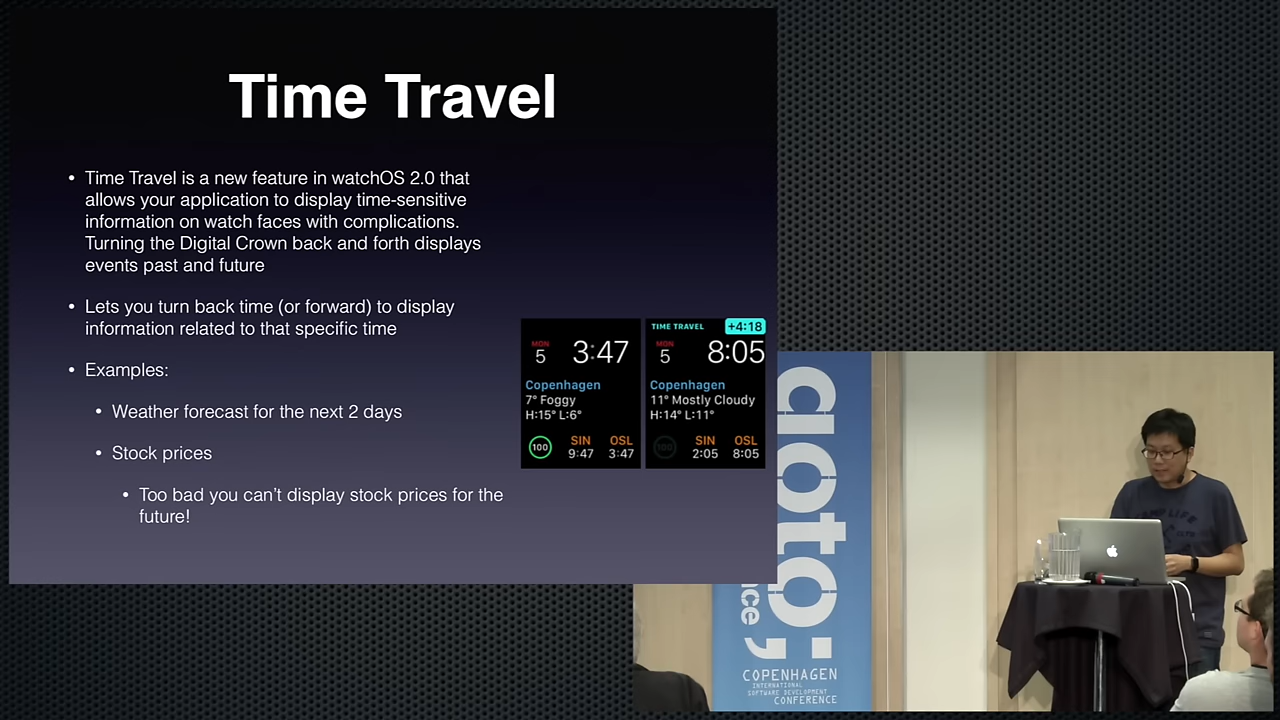 Time Travel
• Time Travel is a new feature in watchOS 2.0 that
allows your application to display time-sensitive
information on watch faces with complications.
Turning the Digital Crown back and forth displays
events past and future
• Lets you turn back time (or forward) to display
information related to that specific time
• Examples:
• Weather forecast for the next 2 days
• Stock prices
• Too bad you can't display stock prices for the
future!
MON
5 3:47
Copenhagen
7° Foggy
H:15° L:6°
100 SIN OSL
9:47 3:47
TIME TRAVEL +4:18
MON
5 8:05
Copenhagen
11° Mostly Cloudy
H:14° L:11°
100 SIN OSL
2:05 8:05
goto;
nce
COPENHAGEN
INTERNATIONAL
SOFTWARE DEVELOPMENT
CONFERENCE